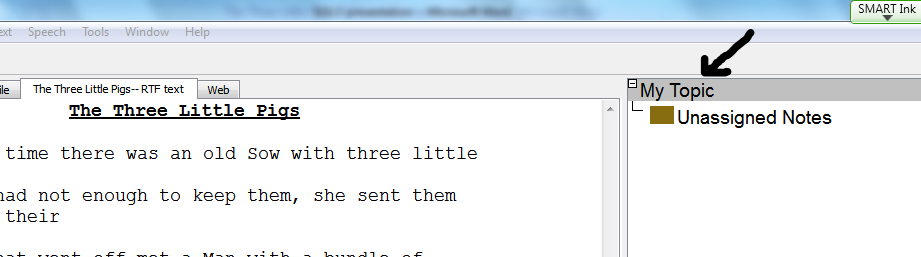 SMART Ink
ext Speech Tools Window Help
ile The Three Little Pigs-- RTF text Web
The Three Little Pigs
time there was an old Sow with three little
had not enough to keep them, she sent them
their
hat went off met a Man with a bundle of
My Topic
Unassigned Notes